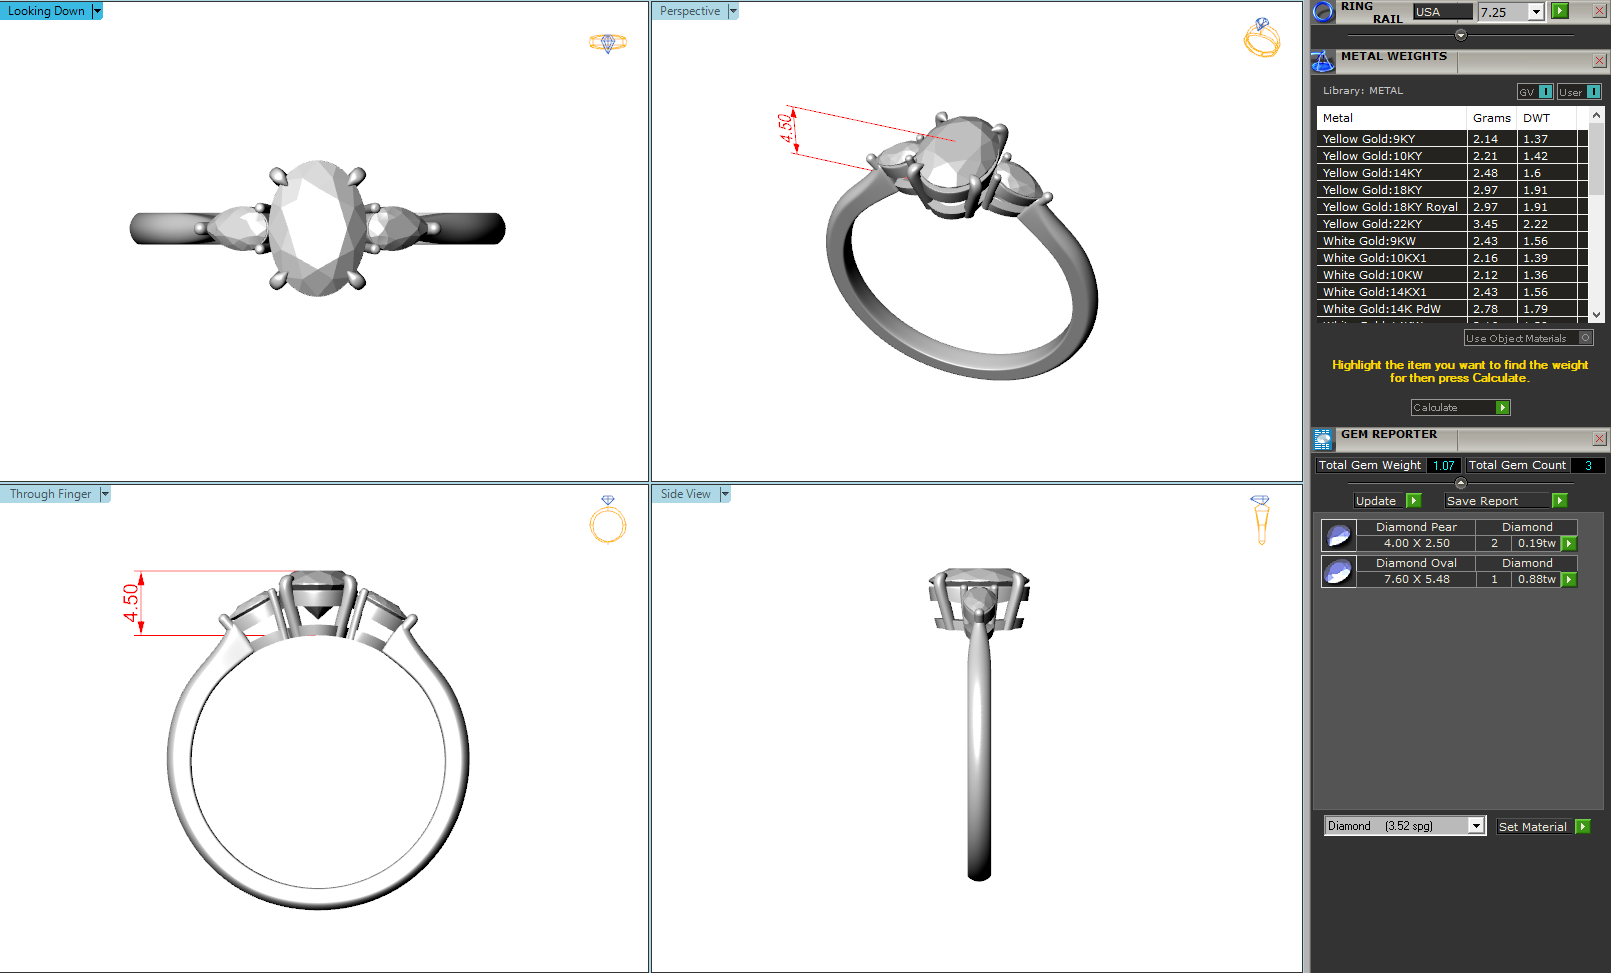 Looking Down
Perspective
4.50
Through Finger
4.50
Side View
RING RAIL USA 7.25
METAL WEIGHTS
Library: METAL GV User
Metal Grams DWT
Yellow Gold:9KY 2.14 1.37
Yellow Gold:10KY 2.21 1.42
Yellow Gold:14KY 2.48 1.6
Yellow Gold:18KY 2.97 1.91
Yellow Gold:18KY Royal 2.97 1.91
Yellow Gold:22KY 3.45 2.22
White Gold:9KW 2.43 1.56
White Gold:10KX1 2.16 1.39
White Gold:10KW 2.12 1.36
White Gold:14KX1 2.43 1.56
White Gold:14K PdW 2.78 1.79
Use Object Materials
Highlight the item you want to find the weight
for then press Calculate.
Calculate
GEM REPORTER
Total Gem Weight 1.07 Total Gem Count 3
Update Save Report
Diamond Pear Diamond
4.00 X 2.50 2 0.19tw
Diamond Oval Diamond
7.60 X 5.48 1 0.88tw
Diamond (3.52 spg) Set Material